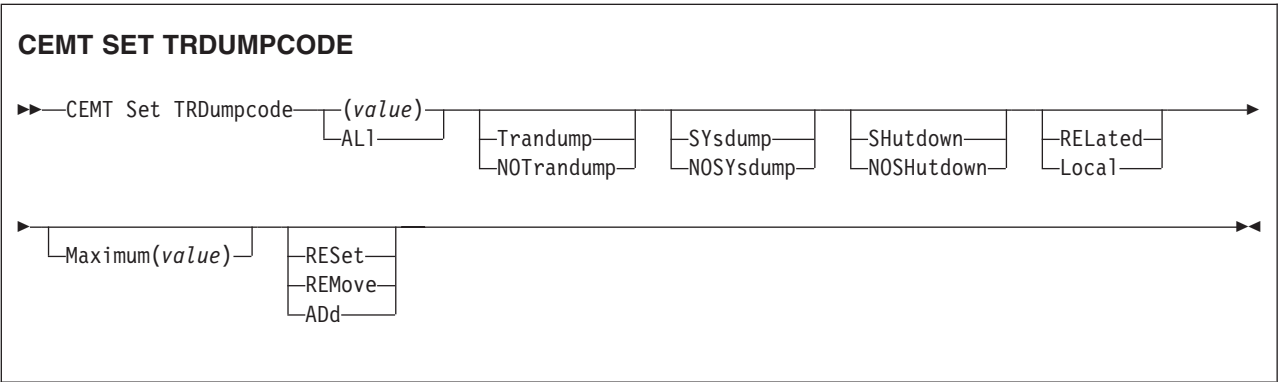 CEMT SET TRDUMPCODE
CEMT Set TRDumpcode (value)
ALl
Trandump
NOTrandump
SYsdump
NOSYsdump
SHutdown
NOSHutdown
RELated
Local
Maximum(value)
RESet
REMove
ADd